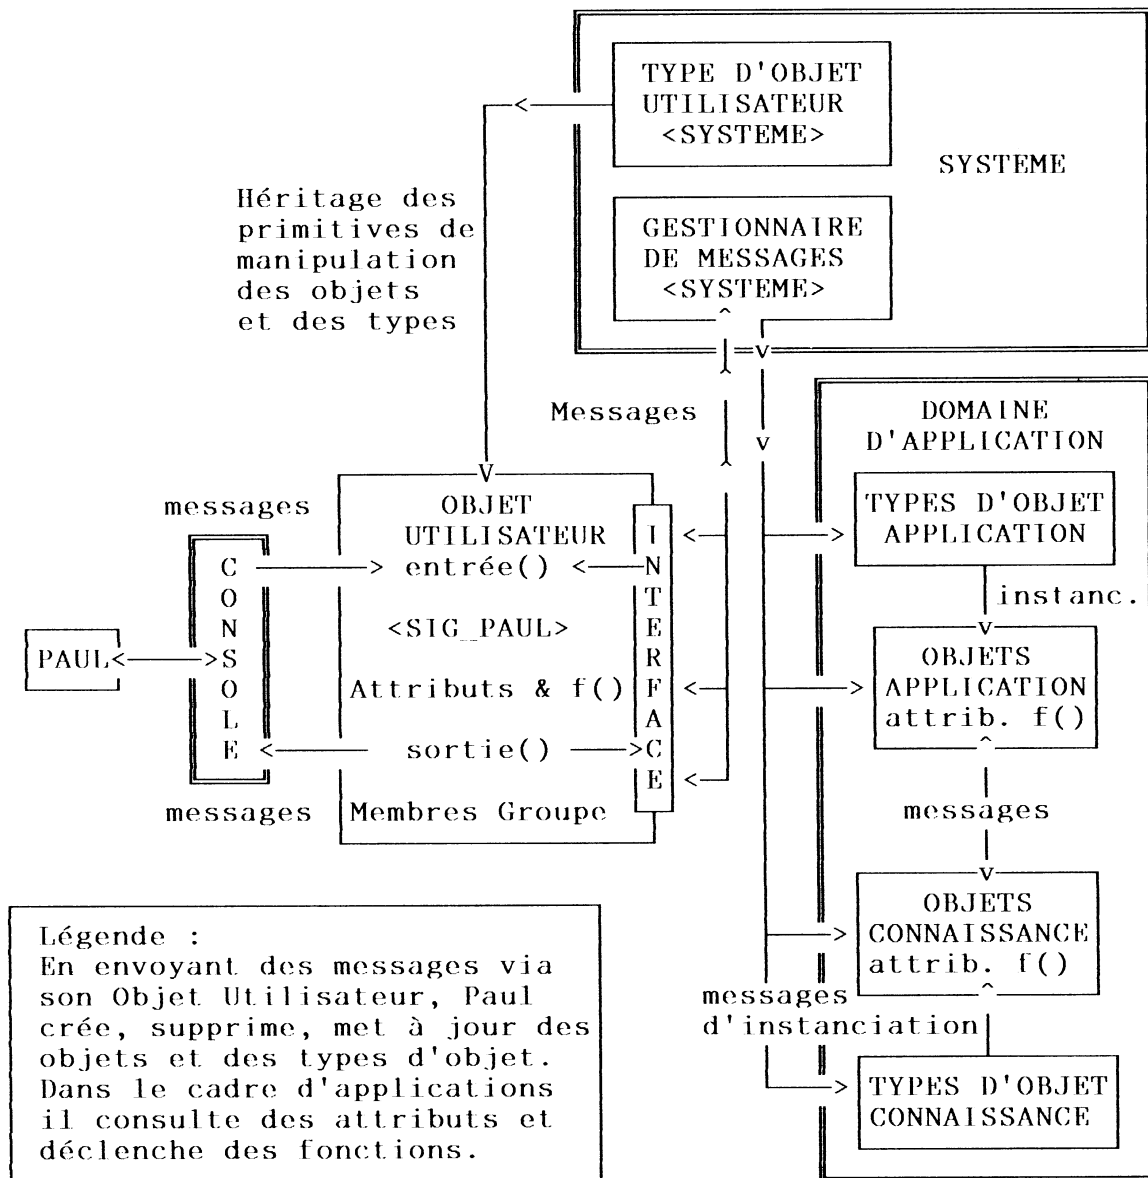 TYPE D'OBJET
UTILISATEUR
<SYSTEME>
SYSTEME
Héritage des
primitives de
manipulation
des objets
et des types
GESTIONNAIRE
DE MESSAGES
<SYSTEME>
Messages
DOMAINE
D'APPLICATION
TYPES D'OBJET
APPLICATION
instanc.
OBJETS
APPLICATION
attrib. f()
messages
OBJETS
CONNAISSANCE
attrib. f()
messages
d'instanciation
TYPES D'OBJET
CONNAISSANCE
messages
CONSOLE
PAUL
messages
OBJET
UTILISATEUR
entrée()
<SIG_PAUL>
Attributs & f()
sortie()
Membres Groupe
INTERFACE
Légende :
En envoyant des messages via
son Objet Utilisateur, Paul
crée, supprime, met à jour des
objets et des types d'objet.
Dans le cadre d'applications
il consulte des attributs et
déclenche des fonctions.